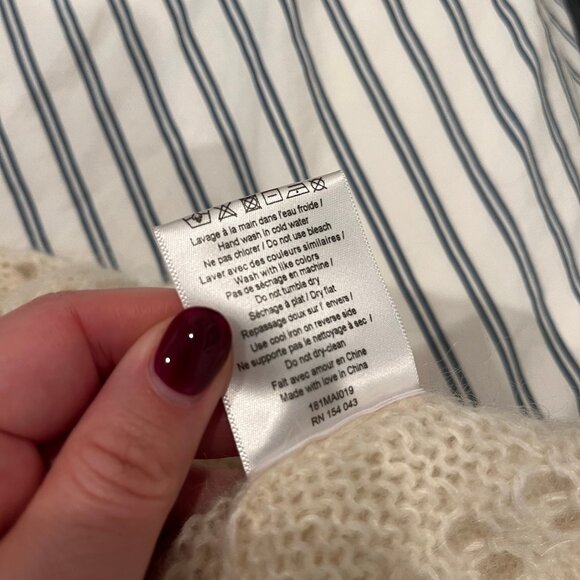 Lavage à la main dans l'eau froide /
Hand wash in cold water
Ne pas chlorer / Do not use bleach
Laver avec des couleurs similaires /
Wash with like colors
Pas de séchage en machine /
Do not tumble dry
Séchage à plat / Dry flat
Repassage doux sur l' envers /
Use cool iron on reverse side
Ne supporte pas le nettoyage à sec /
Do not dry-clean
Fait avec amour en Chine
Made with love in China
181MAI019
RN 154 043